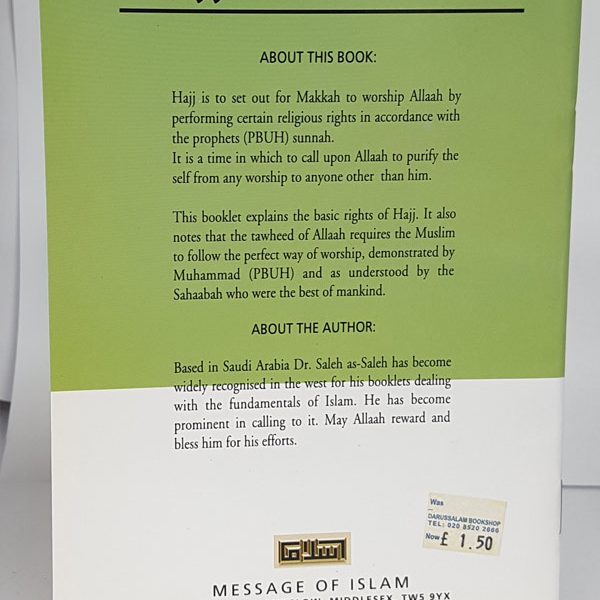 ABOUT THIS BOOK:
Hajj is to set out for Makkah to worship Allaah by
performing certain religious rights in accordance with
the prophets (PBUH) sunnah.
It is a time in which to call upon Allaah to purify the
self from any worship to anyone other than him.
This booklet explains the basic rights of Hajj. It also
notes that the tawheed of Allaah requires the Muslim
to follow the perfect way of worship, demonstrated by
Muhammad (PBUH) and as understood by the
Sahaabah who were the best of mankind.
ABOUT THE AUTHOR:
Based in Saudi Arabia Dr. Saleh as-Saleh has become
widely recognised in the west for his booklets dealing
with the fundamentals of Islam. He has become
prominent in calling to it. May Allaah reward and
bless him for his efforts.
Was
DARUSSALAM BOOKSHOP
TEL: 020 8520 2666
Now £ 1.50
MESSAGE OF ISLAM
MIDDLESEX, TW5 9YX